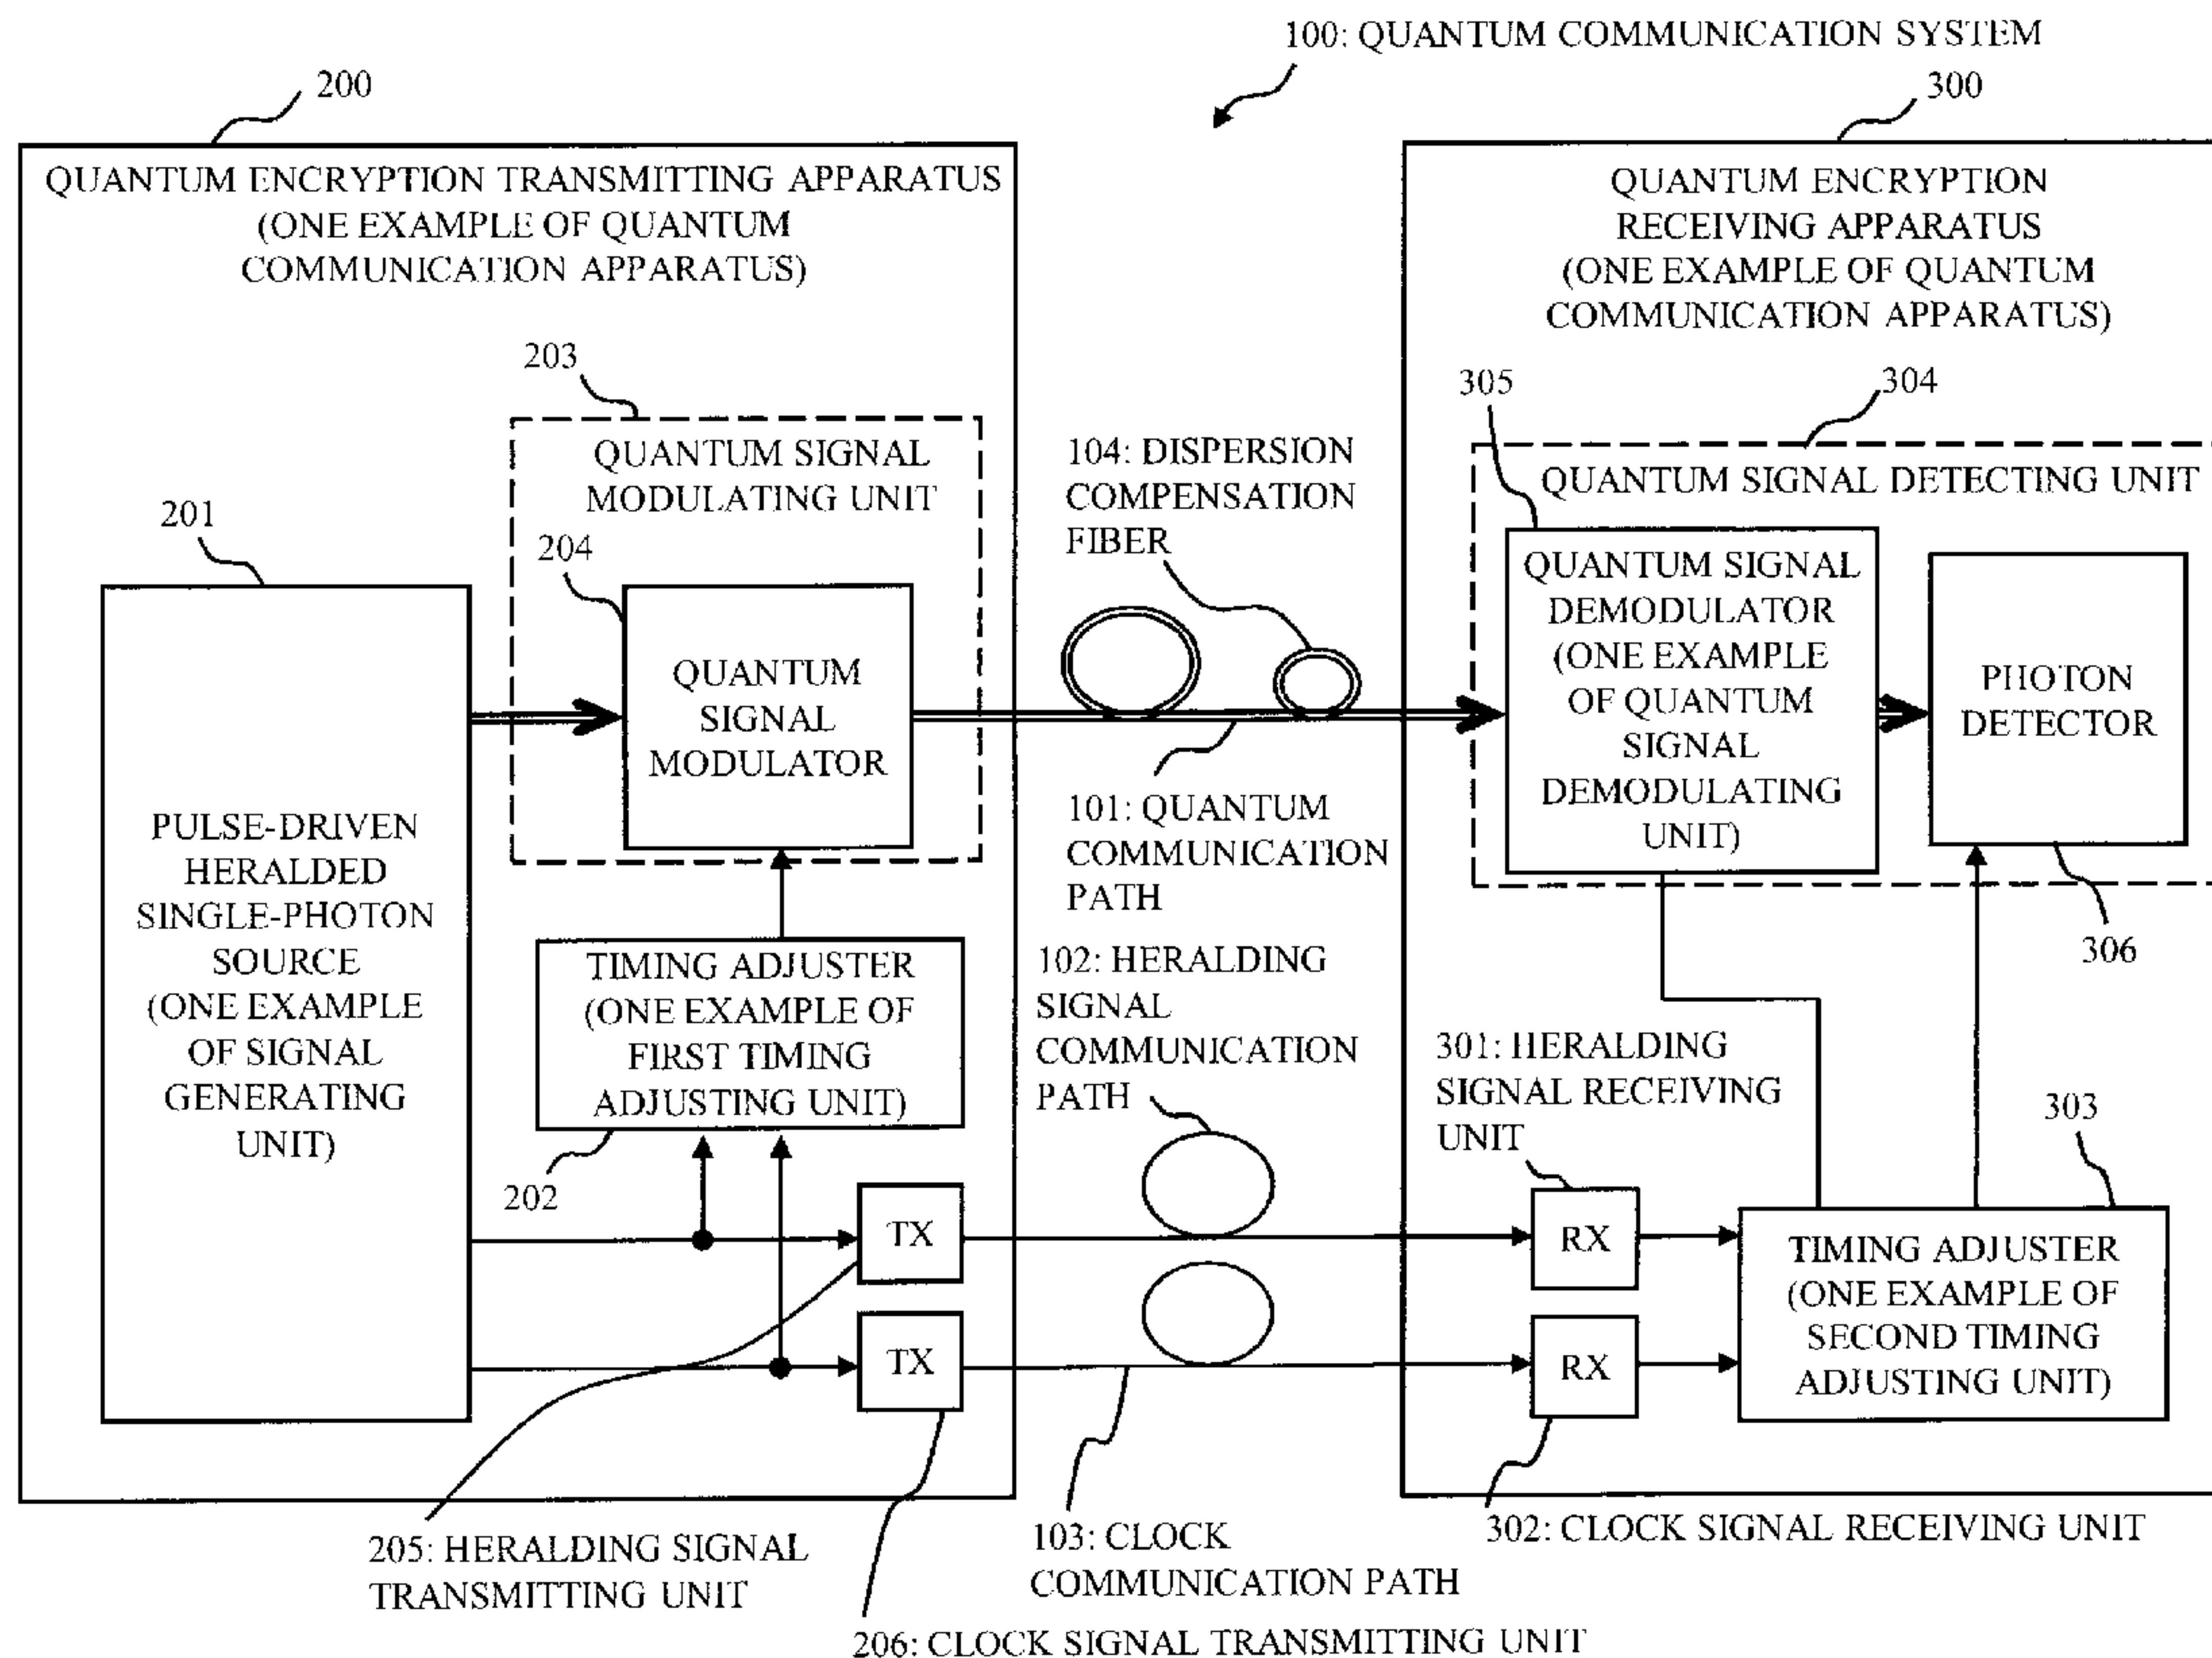 100: QUANTUM COMMUNICATION SYSTEM
200
300
QUANTUM ENCRYPTION TRANSMITTING APPARATUS
(ONE EXAMPLE OF QUANTUM
COMMUNICATION APPARATUS)
QUANTUM ENCRYPTION
RECEIVING APPARATUS
(ONE EXAMPLE OF QUANTUM
COMMUNICATION APPARATUS)
203
QUANTUM SIGNAL
MODULATING UNIT
201
204
QUANTUM
SIGNAL
MODULATOR
PULSE-DRIVEN
HERALDED
SINGLE-PHOTON
SOURCE
(ONE EXAMPLE
OF SIGNAL
GENERATING
UNIT)
TIMING ADJUSTER
(ONE EXAMPLE OF
FIRST TIMING
ADJUSTING UNIT)
202
TX
TX
205: HERALDING SIGNAL
TRANSMITTING UNIT
206: CLOCK SIGNAL TRANSMITTING UNIT
104: DISPERSION
COMPENSATION
FIBER
101: QUANTUM
COMMUNICATION
PATH
102: HERALDING
SIGNAL
COMMUNICATION
PATH
103: CLOCK
COMMUNICATION PATH
305
304
QUANTUM SIGNAL DETECTING UNIT
QUANTUM SIGNAL
DEMODULATOR
(ONE EXAMPLE
OF QUANTUM
SIGNAL
DEMODULATING
UNIT)
PHOTON
DETECTOR
306
301: HERALDING
SIGNAL RECEIVING
UNIT
303
RX
RX
TIMING ADJUSTER
(ONE EXAMPLE OF
SECOND TIMING
ADJUSTING UNIT)
302: CLOCK SIGNAL RECEIVING UNIT